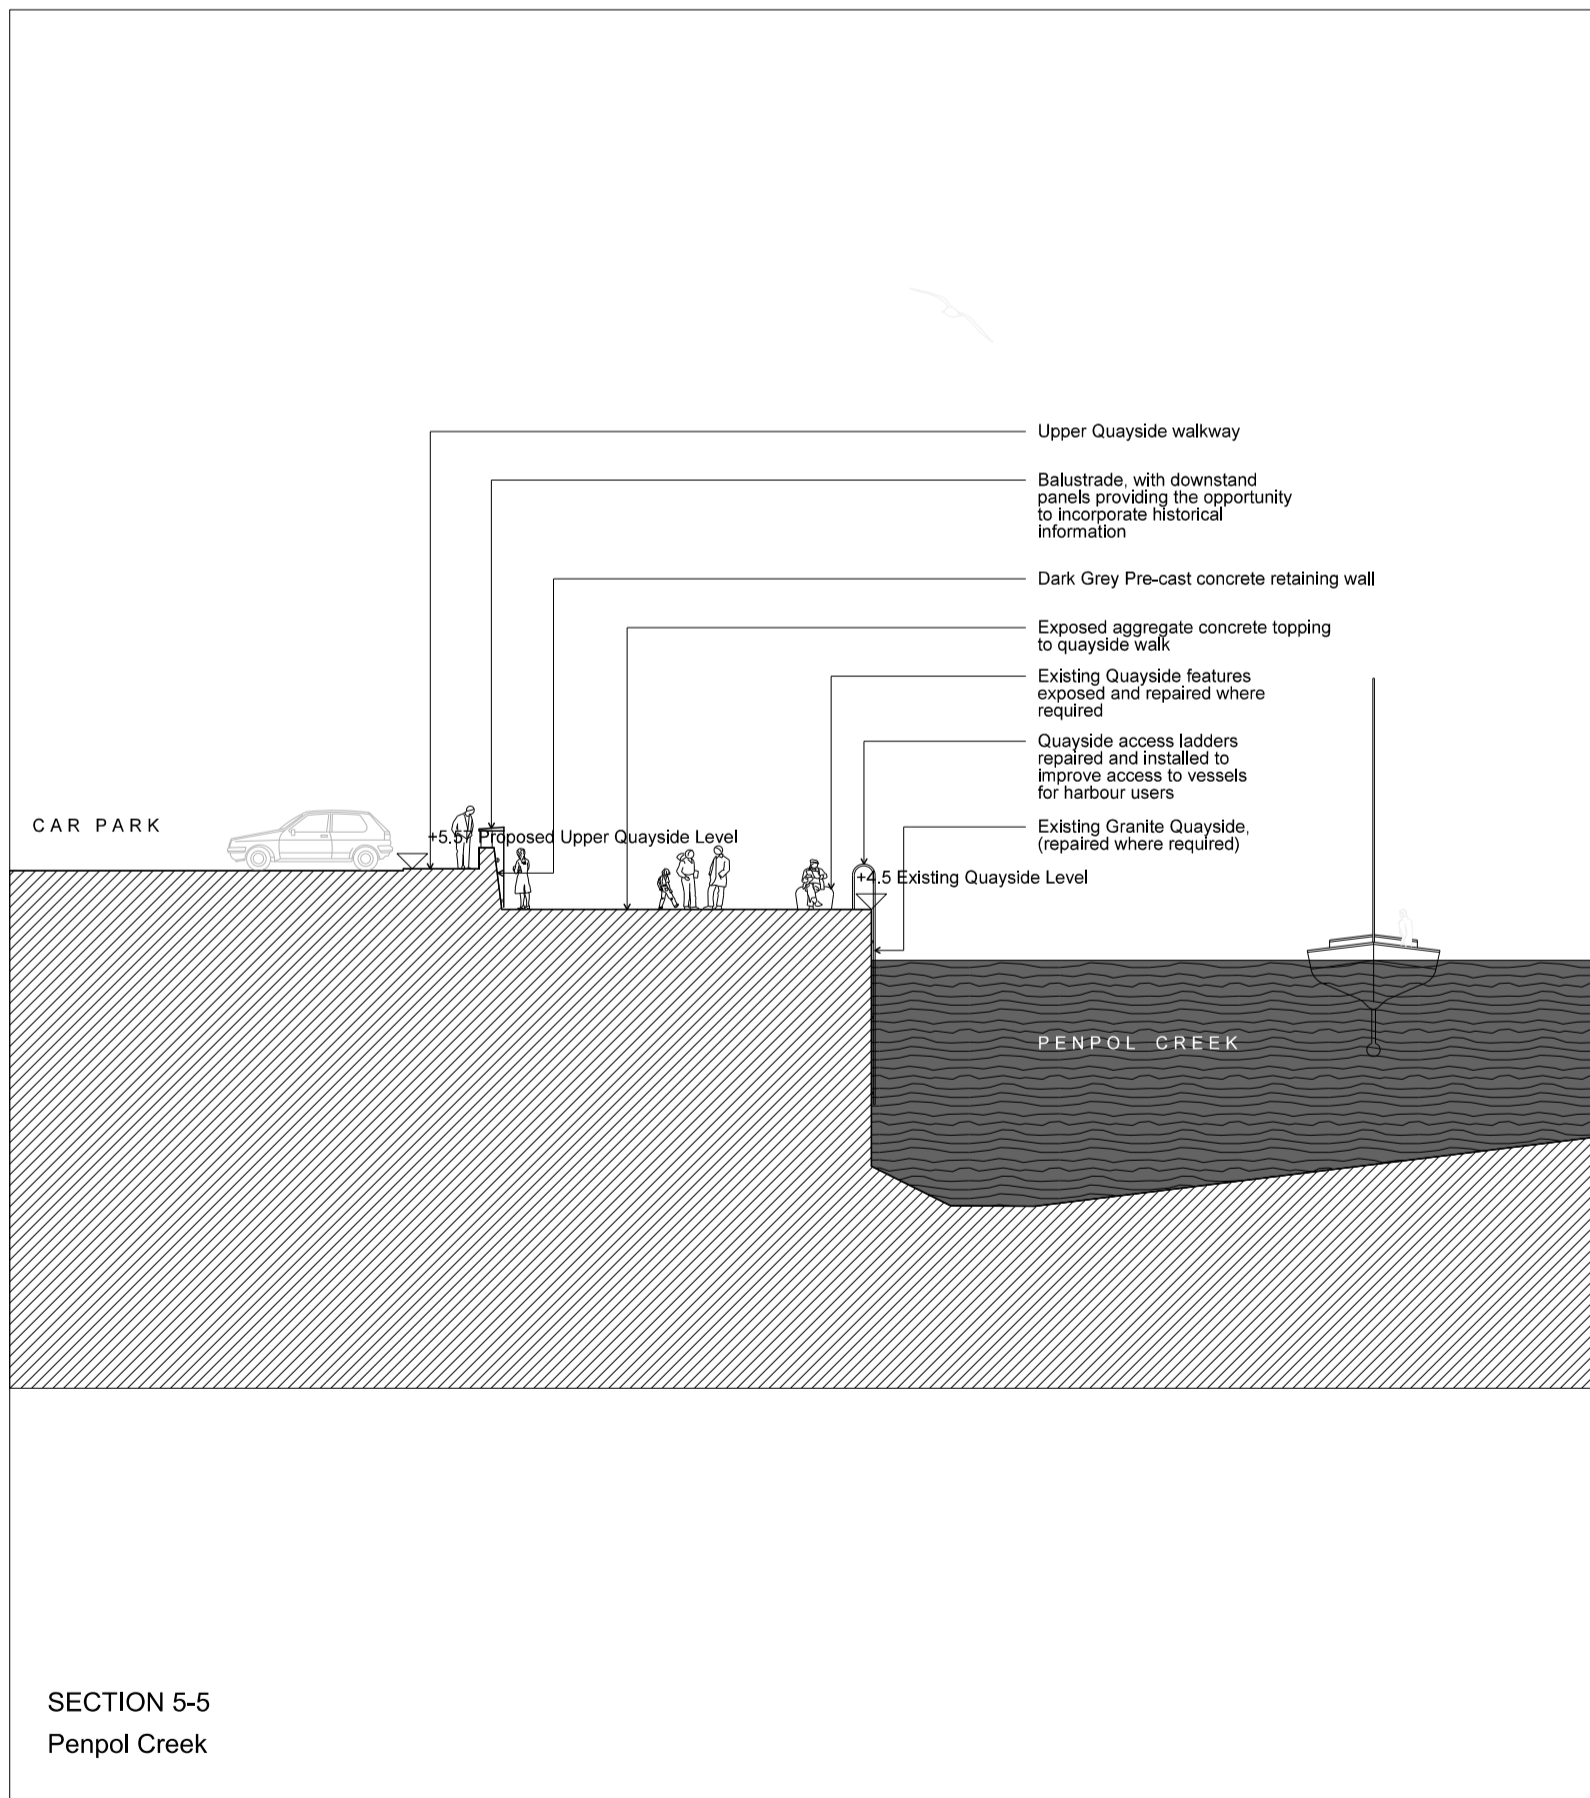 Upper Quayside walkway
Balustrade, with downstand
panels providing the opportunity
to incorporate historical
information
Dark Grey Pre-cast concrete retaining wall
Exposed aggregate concrete topping
to quayside walk
Existing Quayside features
exposed and repaired where
required
Quayside access ladders
repaired and installed to
improve access to vessels
for harbour users
Existing Granite Quayside,
(repaired where required)
CAR PARK
Proposed Upper Quayside Level
+4.5 Existing Quayside Level
PENPOL CREEK
SECTION 5-5
Penpol Creek